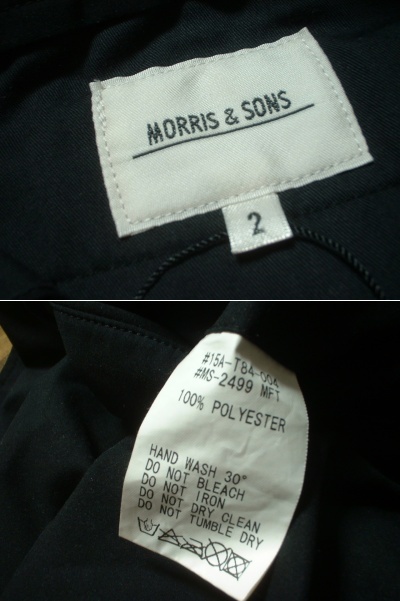 MORRIS & SONS
2
#15A-T84-004
#MS-2499 MFT
100% POLYESTER
HAND WASH 30°
DO NOT BLEACH
DO NOT IRON
DO NOT DRY CLEAN
DO NOT TUMBLE DRY